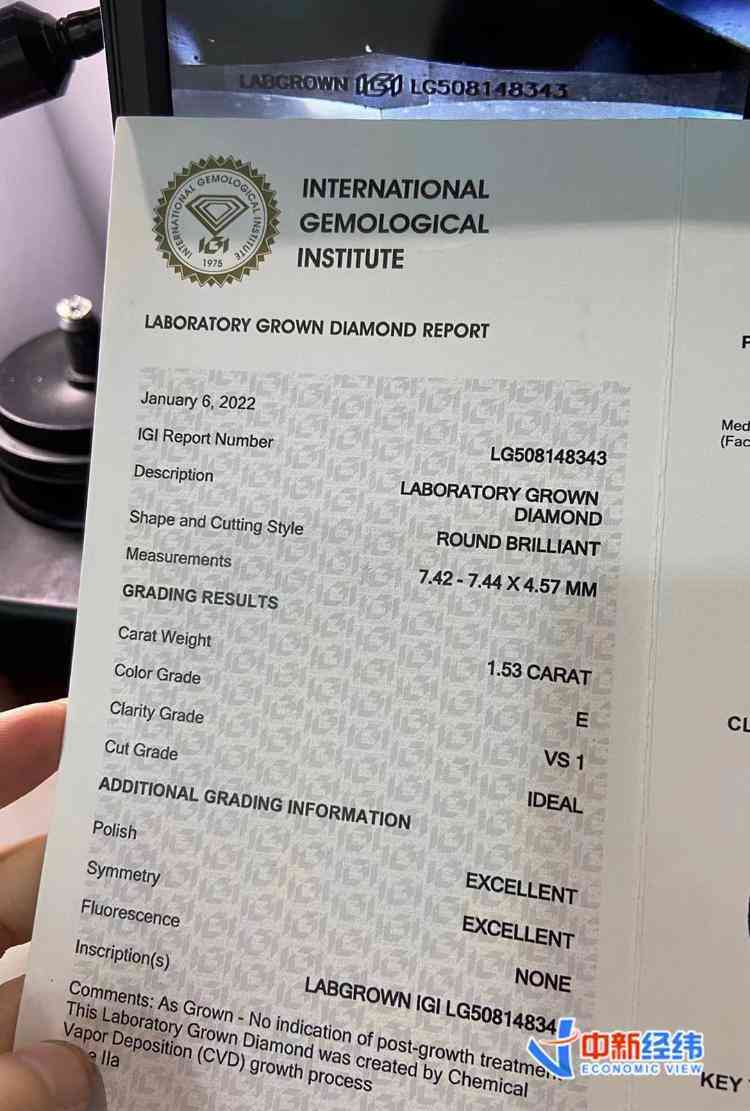 LABGROWN IGI LG508148343
INTERNATIONAL GEMOLOGICAL INSTITUTE
IGI
1975
INTERNATIONAL
GEMOLOGICAL
INSTITUTE
LABORATORY GROWN DIAMOND REPORT
January 6, 2022
IGI Report Number LG508148343
Description LABORATORY GROWN
DIAMOND
Shape and Cutting Style ROUND BRILLIANT
Measurements 7.42 - 7.44 X 4.57 MM
GRADING RESULTS
Carat Weight 1.53 CARAT
Color Grade E
Clarity Grade VS 1
Cut Grade IDEAL
ADDITIONAL GRADING INFORMATION
Polish EXCELLENT
Symmetry EXCELLENT
Fluorescence NONE
Inscription(s) LABGROWN IGI LG50814834
Comments: As Grown - No indication of post-growth treatment.
This Laboratory Grown Diamond was created by Chemical
Vapor Deposition (CVD) growth process
IIa
Med
(Fac
CL
KEY
中新经纬
ECONOMIC VIEW